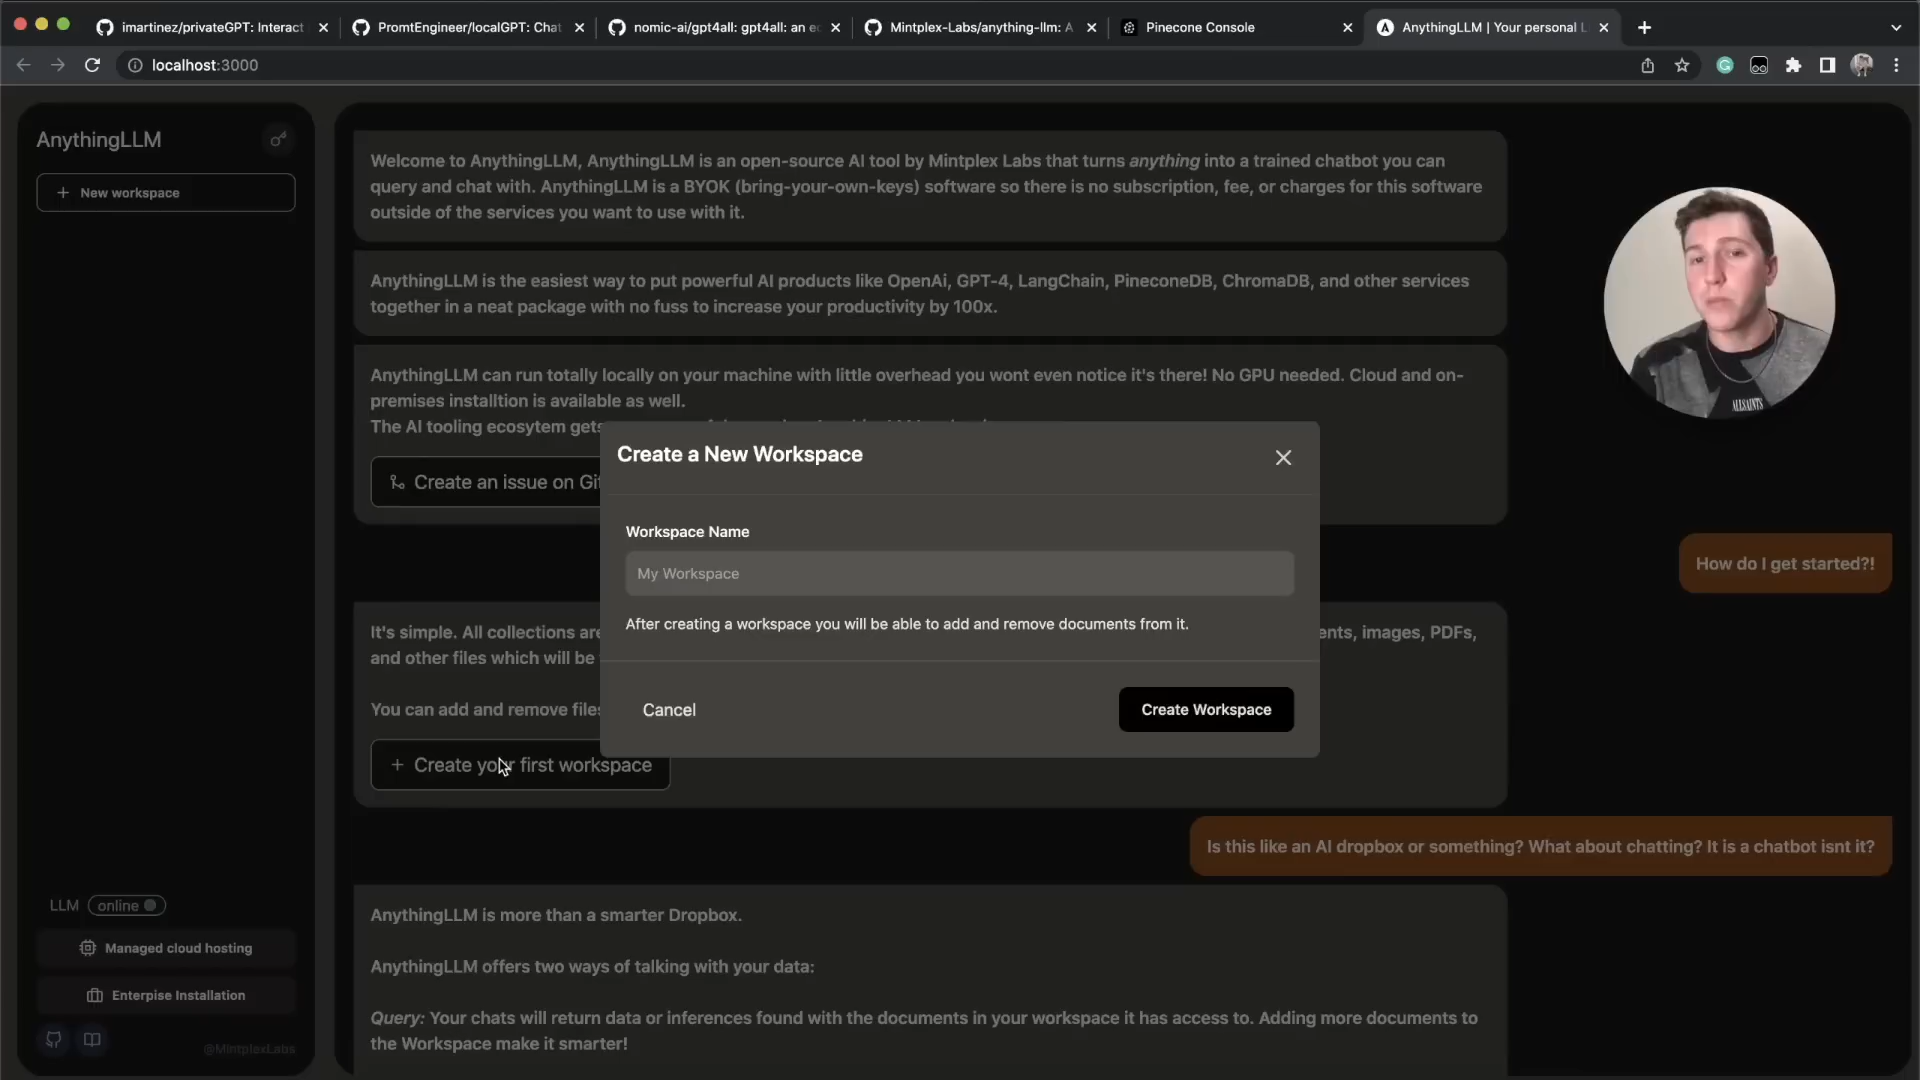 imartinez/privateGPT: Interact
PromtEngineer/localGPT: Chat
nomic-ai/gpt4all: gpt4all: an ec
Mintplex-Labs/anything-llm: A
Pinecone Console
AnythingLLM | Your personal L
localhost:3000
AnythingLLM
New workspace
LLM online
Managed cloud hosting
Enterpise Installation
@MintplexLabs
Welcome to AnythingLLM, AnythingLLM is an open-source AI tool by Mintplex Labs that turns anything into a trained chatbot you can
query and chat with. AnythingLLM is a BYOK (bring-your-own-keys) software so there is no subscription, fee, or charges for this software
outside of the services you want to use with it.
AnythingLLM is the easiest way to put powerful AI products like OpenAi, GPT-4, LangChain, PineconeDB, ChromaDB, and other services
together in a neat package with no fuss to increase your productivity by 100x.
AnythingLLM can run totally locally on your machine with little overhead you wont even notice it's there! No GPU needed. Cloud and on-
premises installtion is available as well.
The AI tooling ecosytem gets
Create an issue on Git
Create a New Workspace
Workspace Name
My Workspace
After creating a workspace you will be able to add and remove documents from it.
Cancel
Create Workspace
How do I get started?!
It's simple. All collections are
ents, images, PDFs,
and other files which will be
You can add and remove files
+ Create your first workspace
Is this like an AI dropbox or something? What about chatting? It is a chatbot isnt it?
AnythingLLM is more than a smarter Dropbox.
AnythingLLM offers two ways of talking with your data:
Query: Your chats will return data or inferences found with the documents in your workspace it has access to. Adding more documents to
the Workspace make it smarter!
ALLSAINTS